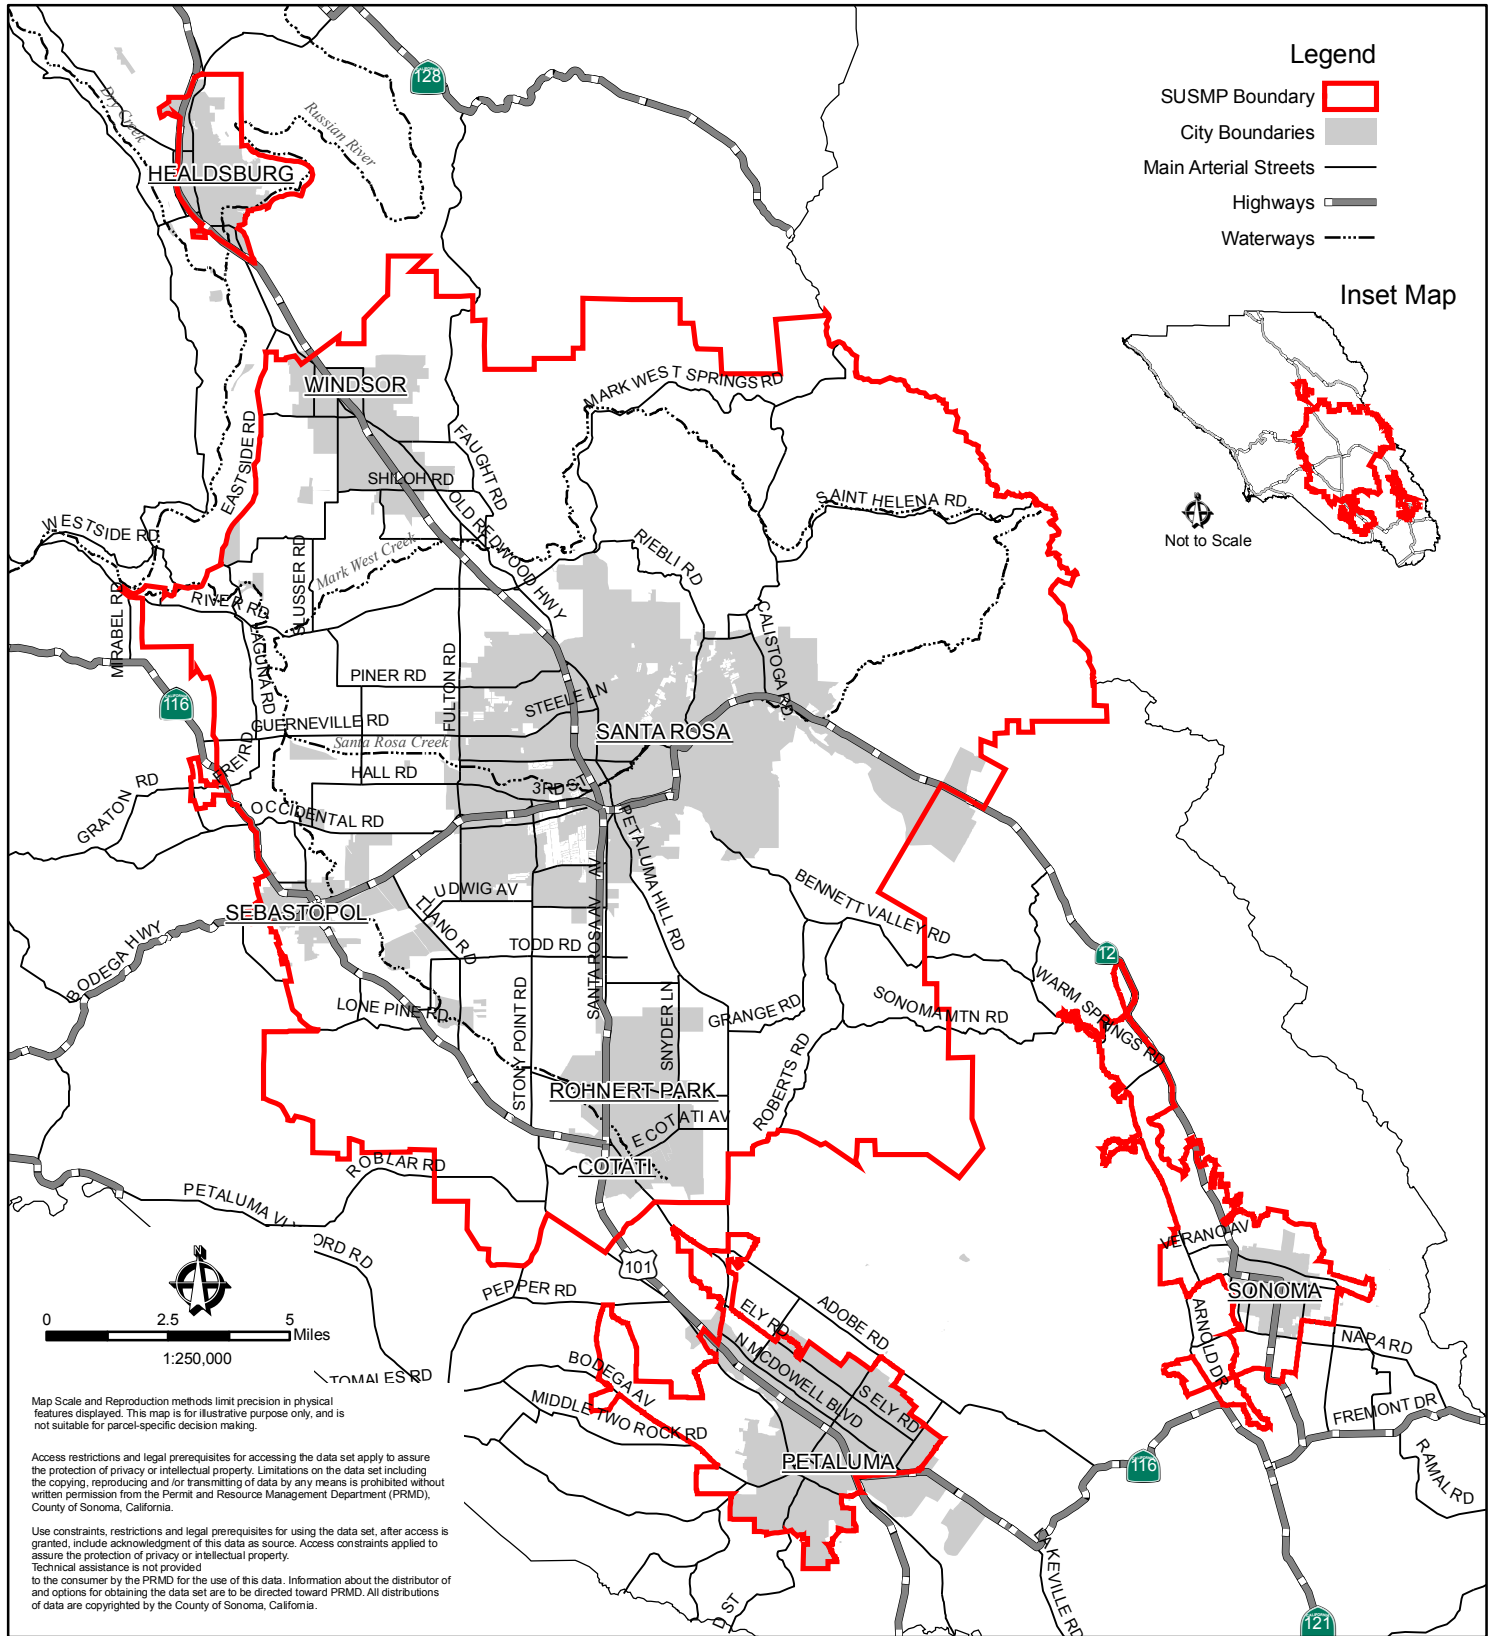 Legend
SUSMP Boundary
City Boundaries
Main Arterial Streets
Highways
Waterways
Inset Map
Not to Scale
128
Dry Creek
Russian River
HEALDSBURG
WINDSOR
MARK WEST SPRINGS RD
EASTSIDE RD
FAUGHT RD
SHILOH RD
OLD REDWOOD HWY
SAINT HELENA RD
WESTSIDE RD
SLUSSER RD
Mark West Creek
RIEBLI RD
MIRABEL RD
RIVER RD
LAGUNA RD
CALISTOGA RD
PINER RD
FULTON RD
STEELE LN
116
GUERNEVILLE RD
SANTA ROSA
Santa Rosa Creek
FREI RD
HALL RD
3RD ST
GRATON RD
OCCIDENTAL RD
PETALUMA HILL RD
LUDWIG AV
AV
BENNETT VALLEY RD
SEBASTOPOL
LLANO RD
TODD RD
SANTA ROSA AV
BODEGA HWY
12
WARM SPRINGS RD
LONE PINE RD
STONY POINT RD
SNYDER LN
GRANGE RD
SONOMA MTN RD
ROHNERT PARK
ROBERTS RD
E COTATI AV
COTATI
ROBLAR RD
PETALUMA VI
ORD RD
VERANO AV
N
101
PEPPER RD
SONOMA
ELY RD
ADOBE RD
ARNOLD DR
NAPA RD
0 2.5 5
Miles
1:250,000
N MCDOWELL BLVD
BODEGA AV
TOMALES RD
S ELY RD
MIDDLE TWO ROCK RD
FREMONT DR
PETALUMA
116
RAMAL RD
LAKEVILLE RD
D ST
121
Map Scale and Reproduction methods limit precision in physical
features displayed. This map is for illustrative purpose only, and is
not suitable for parcel-specific decision making.
Access restrictions and legal prerequisites for accessing the data set apply to assure
the protection of privacy or intellectual property. Limitations on the data set including
the copying, reproducing and /or transmitting of data by any means is prohibited without
written permission from the Permit and Resource Management Department (PRMD),
County of Sonoma, California.
Use constraints, restrictions and legal prerequisites for using the data set, after access is
granted, include acknowledgment of this data as source. Access constraints applied to
assure the protection of privacy or intellectual property.
Technical assistance is not provided
to the consumer by the PRMD for the use of this data. Information about the distributor of
and options for obtaining the data set are to be directed toward PRMD. All distributions
of data are copyrighted by the County of Sonoma, California.